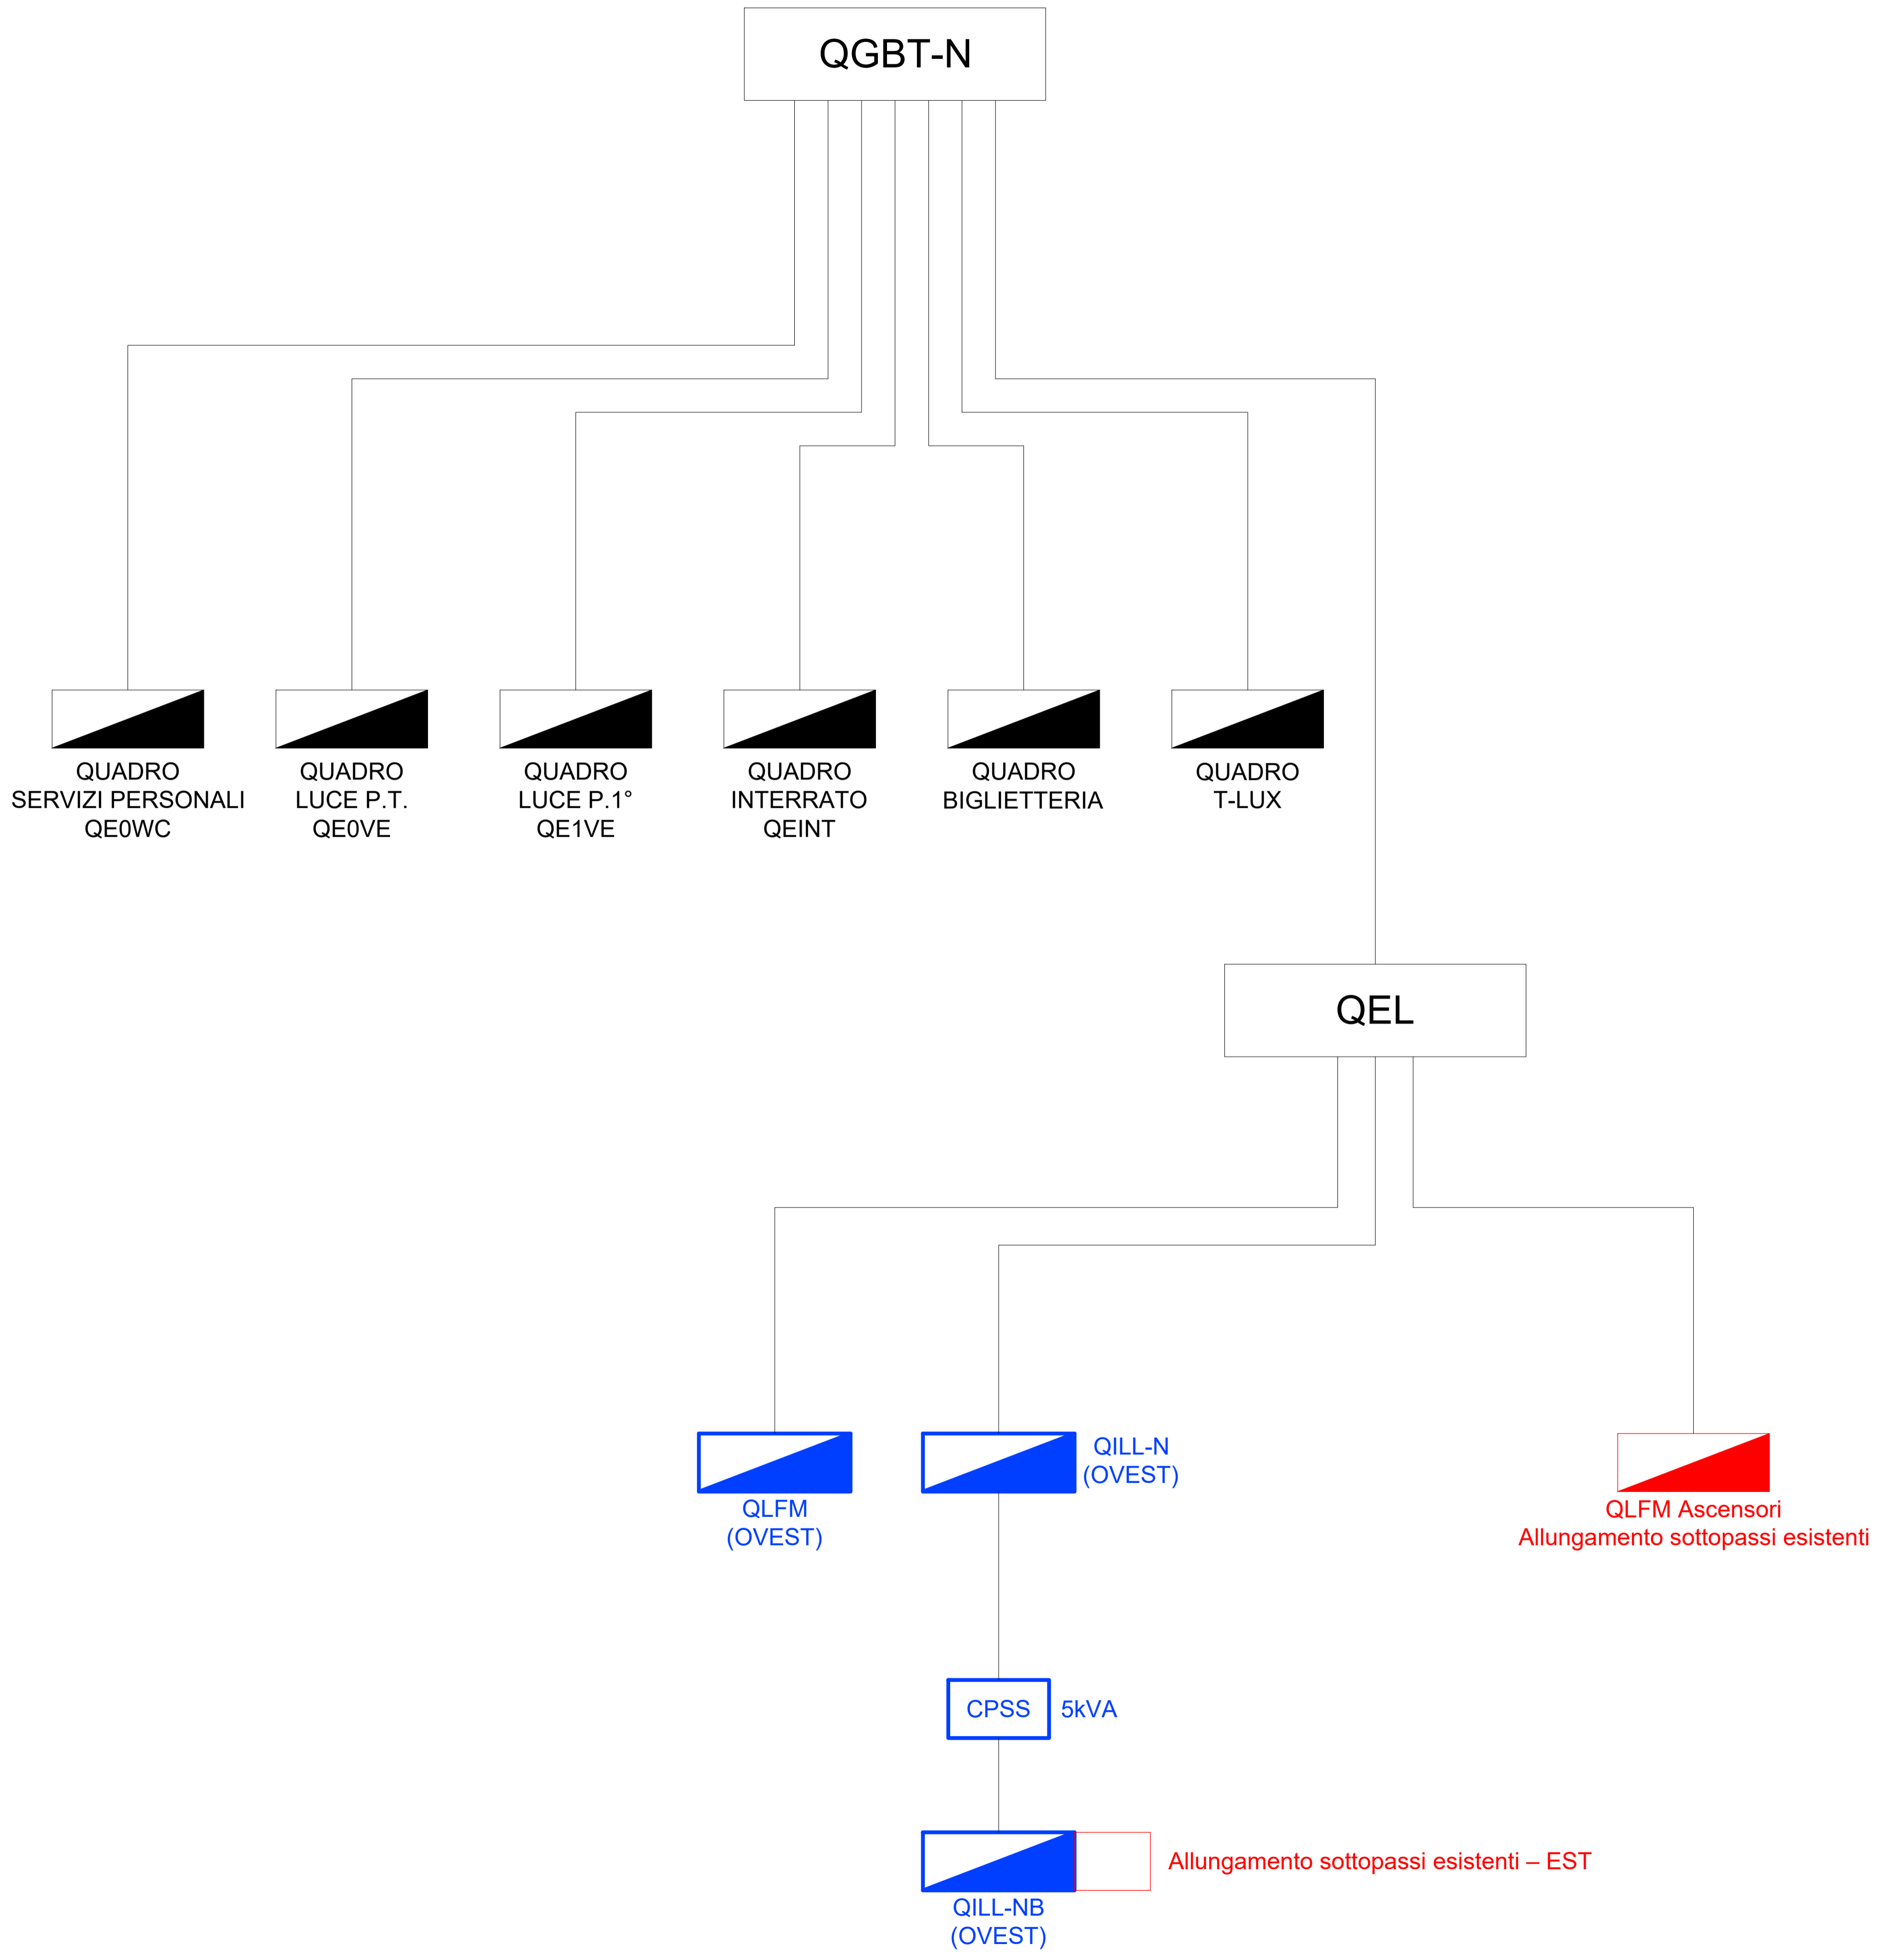 QGBT-N
QUADRO
SERVIZI PERSONALI
QE0WC
QUADRO
LUCE P.T.
QE0VE
QUADRO
LUCE P.1°
QE1VE
QUADRO
INTERRATO
QEINT
QUADRO
BIGLIETTERIA
QUADRO
T-LUX
QEL
QLFM
(OVEST)
QILL-N
(OVEST)
QLFM Ascensori
Allungamento sottopassi esistenti
CPSS
5kVA
Allungamento sottopassi esistenti – EST
QILL-NB
(OVEST)